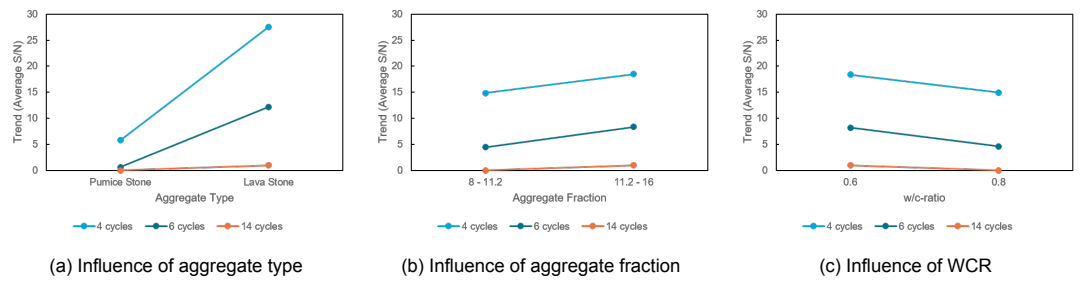 30
25
20
15
10
5
0
Trend (Average S/N)
Pumice Stone Lava Stone
Aggregate Type
4 cycles 6 cycles 14 cycles
(a) Influence of aggregate type
30
25
20
15
10
5
0
Trend (Average S/N)
8 - 11.2 11.2 - 16
Aggregate Fraction
4 cycles 6 cycles 14 cycles
(b) Influence of aggregate fraction
30
25
20
15
10
5
0
Trend (Average S/N)
0.6 0.8
w/c-ratio
4 cycles 6 cycles 14 cycles
(c) Influence of WCR